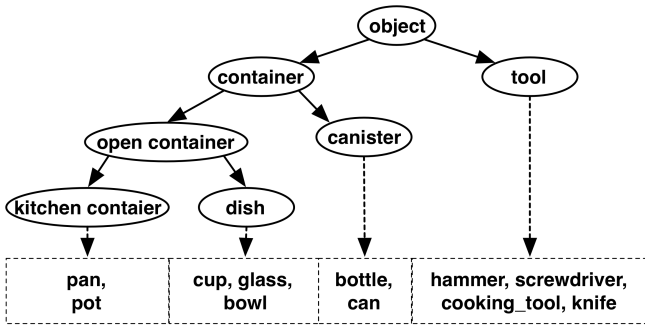 object
container
tool
open container
canister
kitchen contaier
dish
pan,
pot
cup, glass,
bowl
bottle,
can
hammer, screwdriver,
cooking_tool, knife